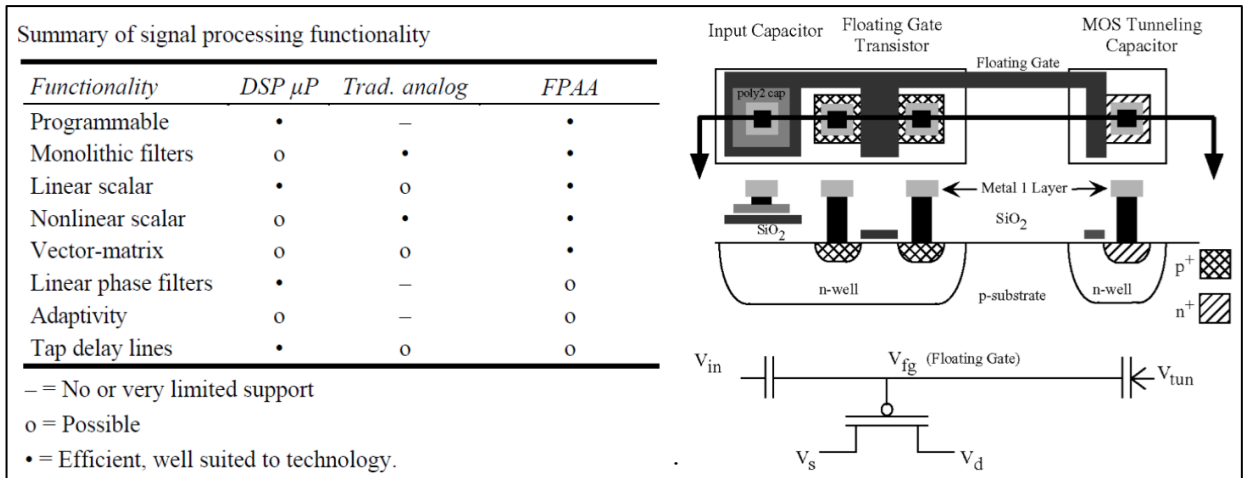 Summary of signal processing functionality
Functionality DSP µP Trad. analog FPAA
Programmable • – •
Monolithic filters o • •
Linear scalar • o •
Nonlinear scalar o • •
Vector-matrix o o •
Linear phase filters • – o
Adaptivity o – o
Tap delay lines • o o
– = No or very limited support
o = Possible
• = Efficient, well suited to technology.
Input Capacitor
Floating Gate
Transistor
MOS Tunneling
Capacitor
Floating Gate
poly2 cap
Metal 1 Layer
SiO2
SiO2
n-well
p-substrate
n-well
p+
n+
Vin
Vfg (Floating Gate)
Vtun
Vs
Vd
.